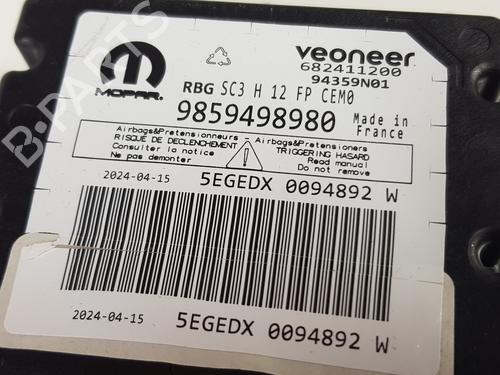 MOPAR.
veoneer
682411200
94359N01
RBG SC3 H 12 FP CEM0
9859498980
Made in
France
Airbags&Pretensionneurs - Airbags&Pretensioners
RISQUE DE DECLENCHEMENT
Consulter la notice
Ne pas demonter
TRIGGERING HASARD
Read manual
Do not remove
2024-04-15
5EGEDX 0094892 W
2024-04-15
5EGEDX 0094892 W
B-PARTS